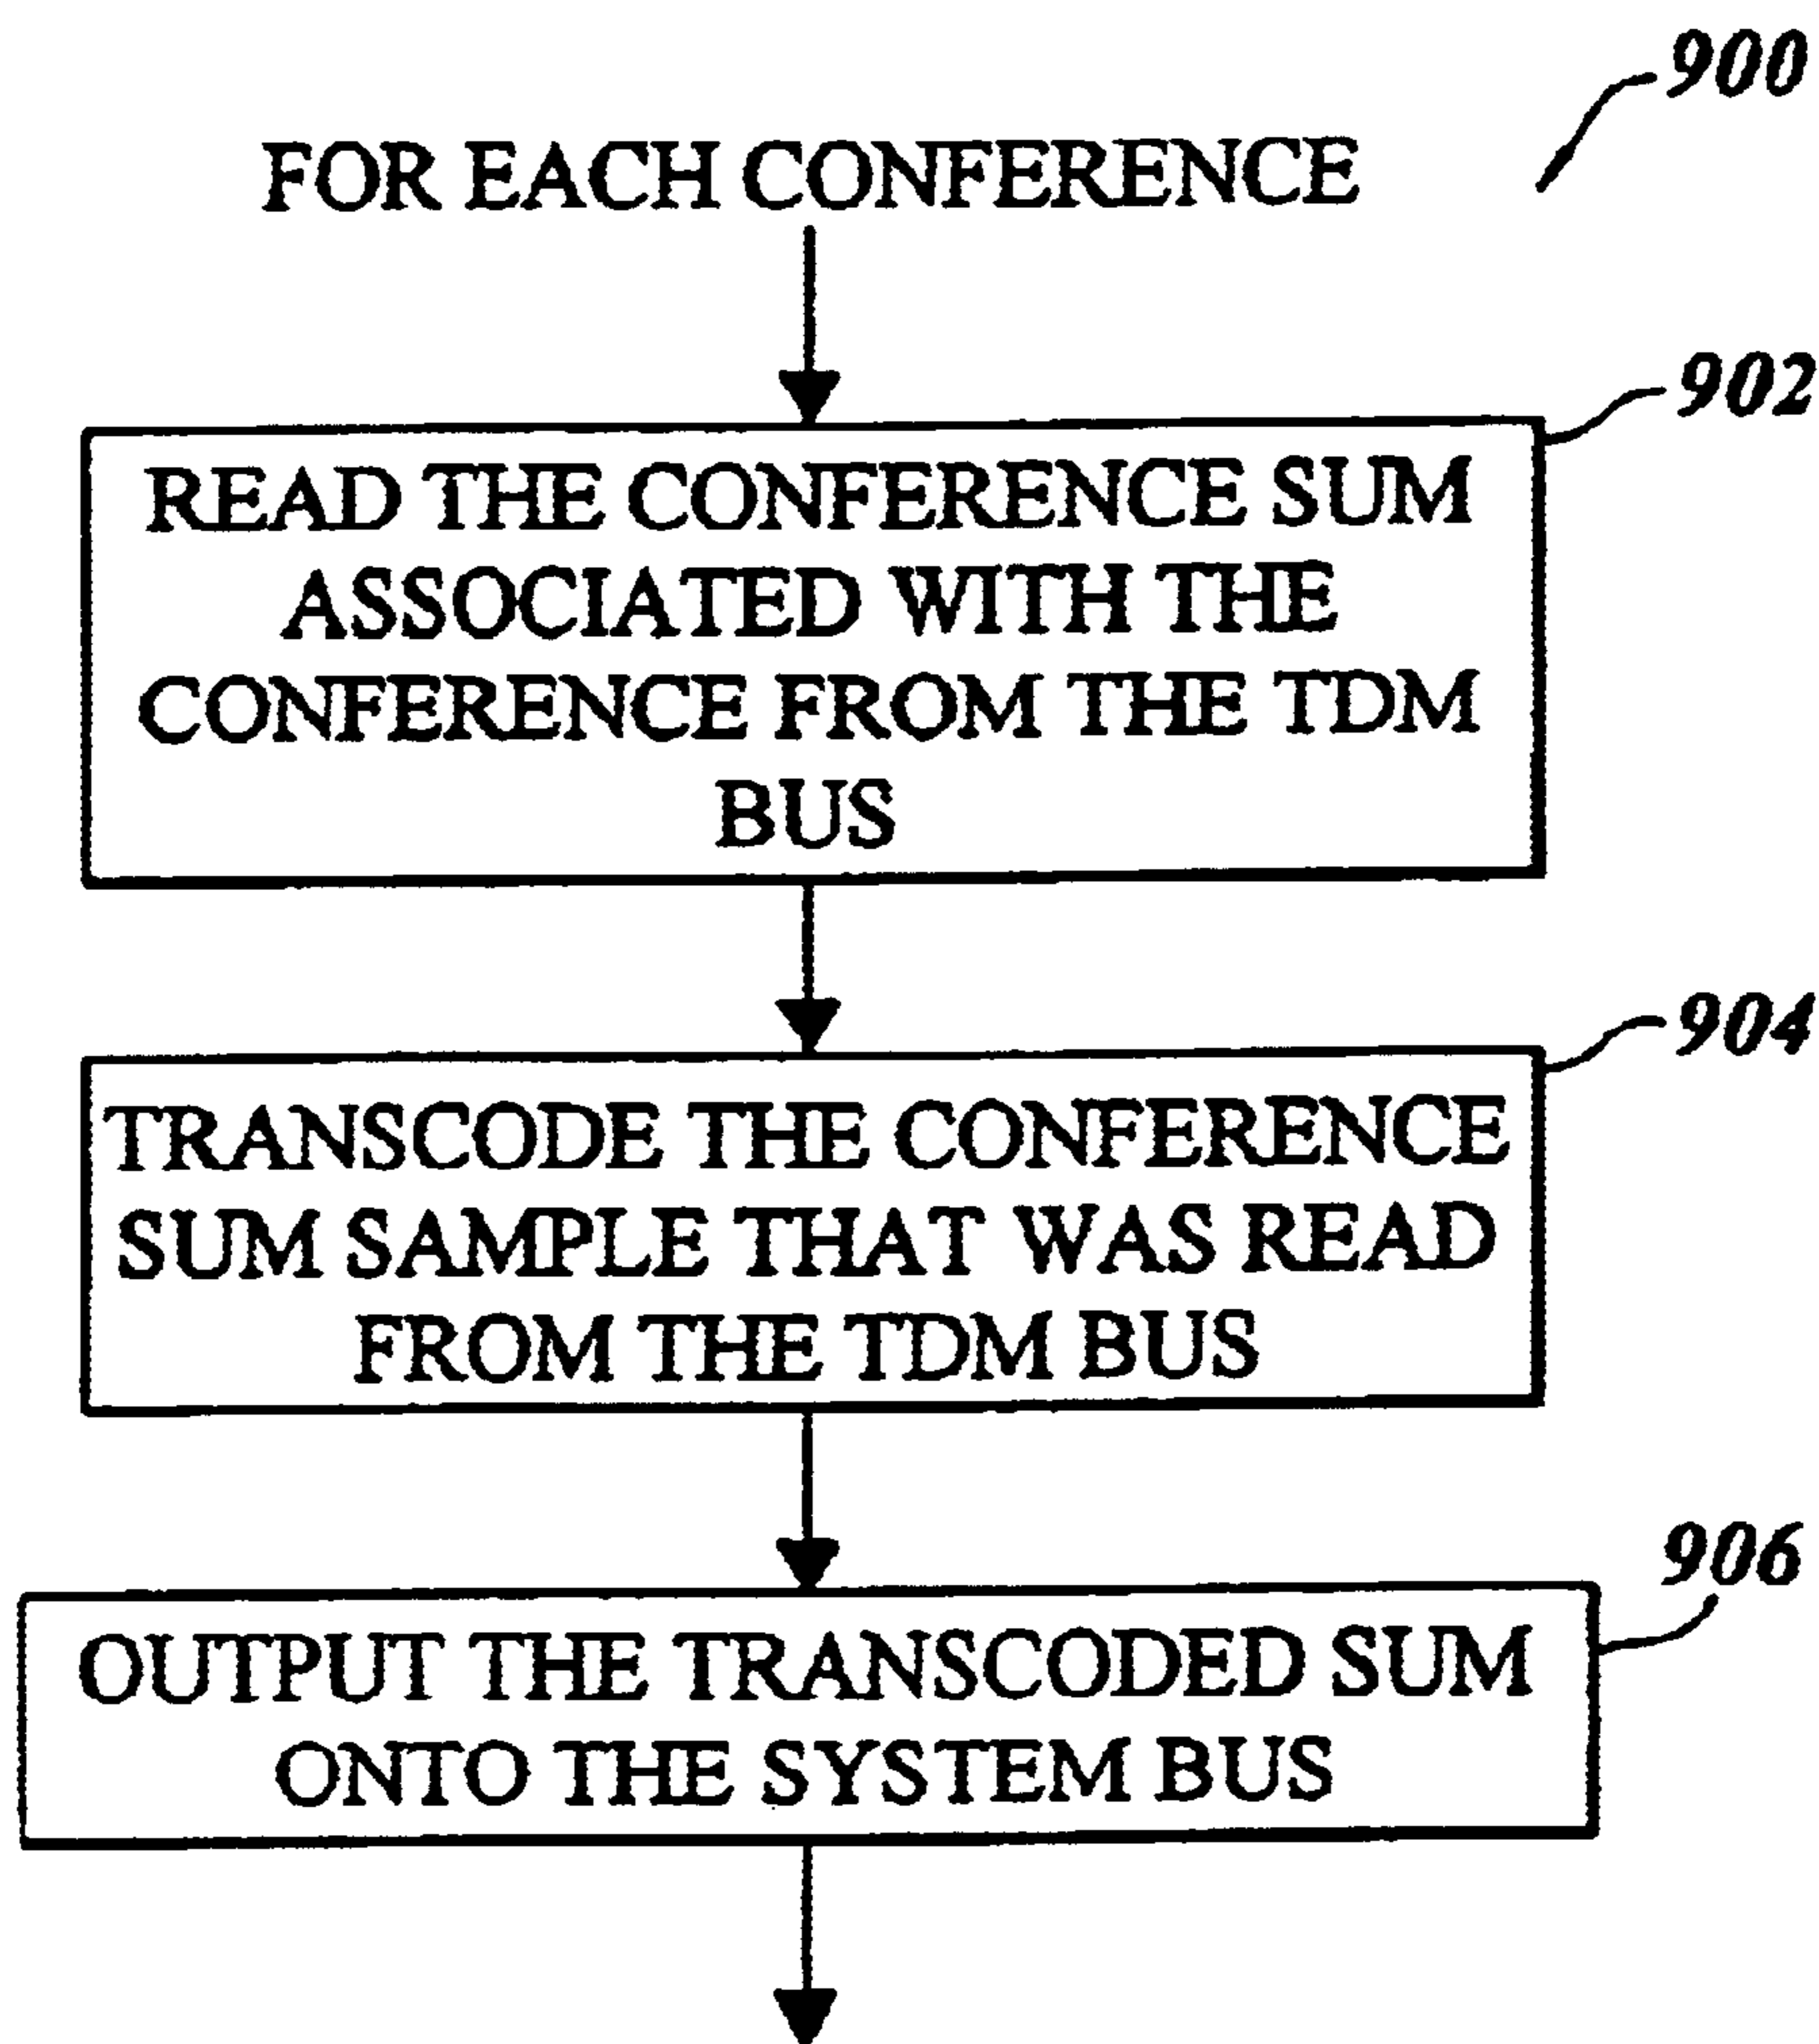 900
FOR EACH CONFERENCE
902
READ THE CONFERENCE SUM
ASSOCIATED WITH THE
CONFERENCE FROM THE TDM
BUS
904
TRANSCODE THE CONFERENCE
SUM SAMPLE THAT WAS READ
FROM THE TDM BUS
906
OUTPUT THE TRANSCODED SUM
ONTO THE SYSTEM BUS